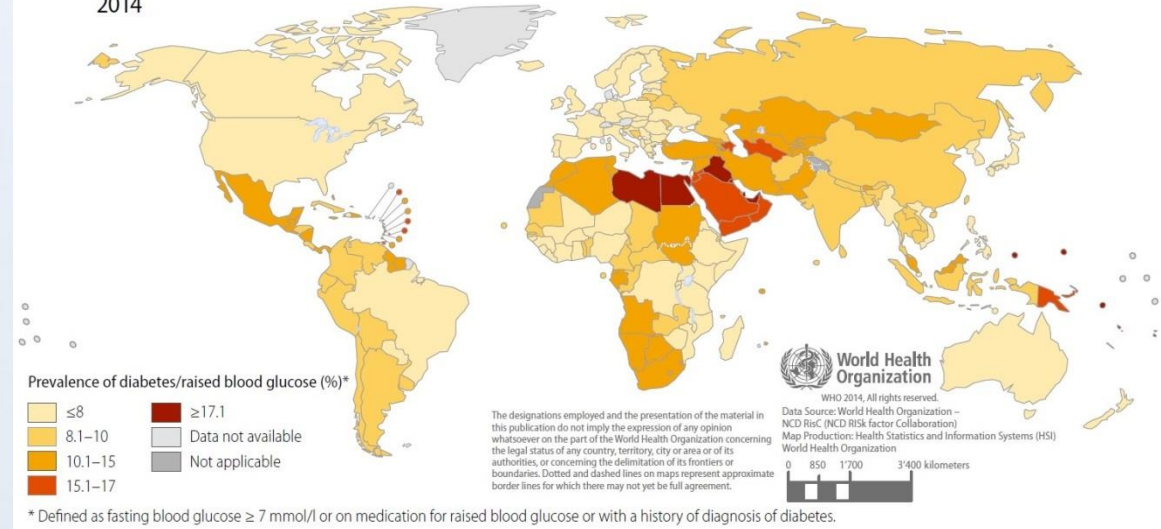 2014
Prevalence of diabetes/raised blood glucose (%)*
≤8
8.1–10
10.1–15
15.1–17
≥17.1
Data not available
Not applicable
The designations employed and the presentation of the material in
this publication do not imply the expression of any opinion
whatsoever on the part of the World Health Organization concerning
the legal status of any country, territory, city or area or of its
authorities, or concerning the delimitation of its frontiers or
boundaries. Dotted and dashed lines on maps represent approximate
border lines for which there may not yet be full agreement.
World Health
Organization
WHO 2014, All rights reserved.
Data Source: World Health Organization –
NCD RisC (NCD RISk factor Collaboration)
Map Production: Health Statistics and Information Systems (HSI)
World Health Organization
0 850 1'700 3'400 kilometers
* Defined as fasting blood glucose ≥ 7 mmol/l or on medication for raised blood glucose or with a history of diagnosis of diabetes.